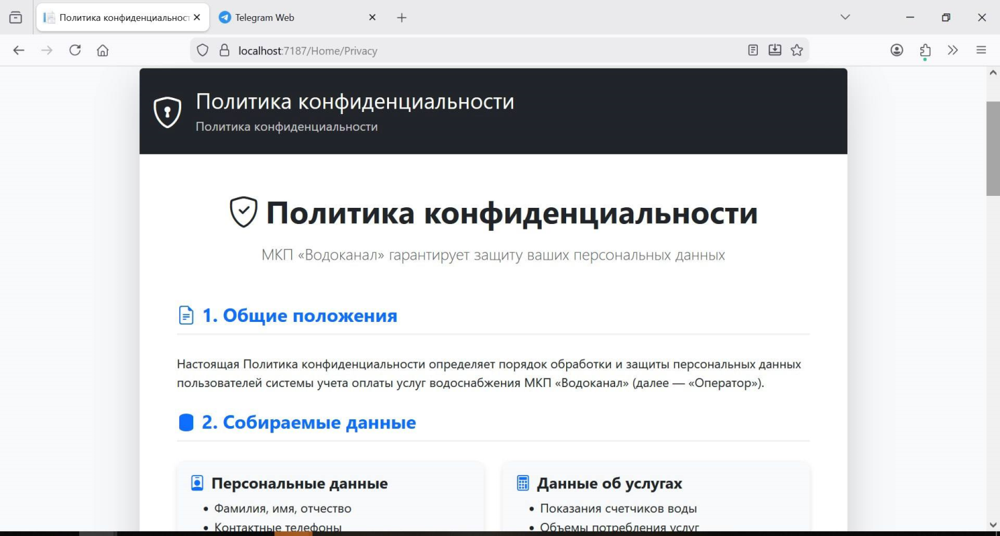 Политика конфиденциальност
Telegram Web
localhost:7187/Home/Privacy
Политика конфиденциальности
Политика конфиденциальности
Политика конфиденциальности
МКП «Водоканал» гарантирует защиту ваших персональных данных
1. Общие положения
Настоящая Политика конфиденциальности определяет порядок обработки и защиты персональных данных
пользователей системы учета оплаты услуг водоснабжения МКП «Водоканал» (далее — «Оператор»).
2. Собираемые данные
Персональные данные
• Фамилия, имя, отчество
• Контактные телефоны
Данные об услугах
• Показания счетчиков воды
• Объемы потребления услуг